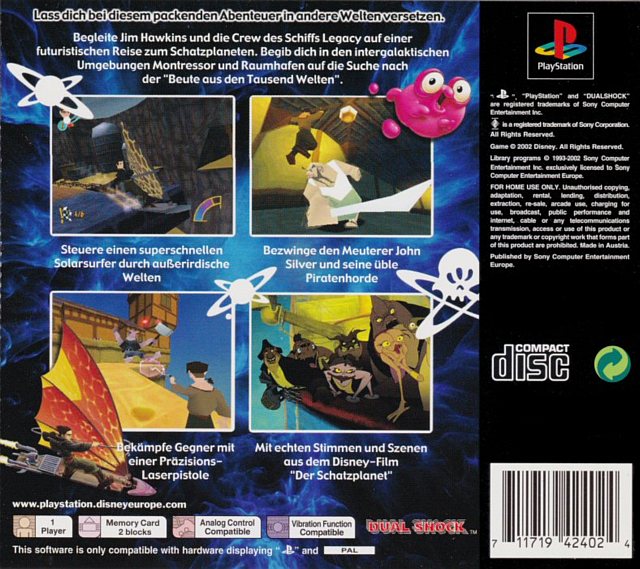 Lass dich bei diesem packenden Abenteuer in andere Welten versetzen.
Begleite Jim Hawkins und die Crew des Schiffs Legacy auf einer
futuristischen Reise zum Schatzplaneten. Begib dich in den intergalaktischen
Umgebungen Montressor und Raumhafen auf die Suche nach
der "Beute aus den Tausend Welten".
Steuere einen superschnellen
Solarsurfer durch außerirdische
Welten
Bezwinge den Meuterer John
Silver und seine üble
Piratenhorde
Bekämpfe Gegner mit
einer Präzisions-
Laserpistole
Mit echten Stimmen und Szenen
aus dem Disney-Film
"Der Schatzplanet"
www.playstation.disneyeurope.com
1
Player
Memory Card
2 blocks
Analog Control
Compatible
Vibration Function
Compatible
DUAL SHOCK™
This software is only compatible with hardware displaying " " and PAL
PlayStation
" ", "PlayStation" and "DUALSHOCK"
are registered trademarks of Sony Computer
Entertainment Inc.
is a registered trademark of Sony Corporation.
All Rights Reserved.
Game © 2002 Disney. All Rights Reserved.
Library programs © 1993-2002 Sony Computer
Entertainment Inc. exclusively licensed to Sony
Computer Entertainment Europe.
FOR HOME USE ONLY. Unauthorised copying,
adaptation, rental, lending, distribution,
extraction, re-sale, arcade use, charging for
use, broadcast, public performance and
internet, cable or any telecommunications
transmission, access or use of this product or
any trademark or copyright work that forms part
of this product are prohibited. Made in Austria.
Published by Sony Computer Entertainment
Europe.
COMPACT
disc
7 11719 42402 4